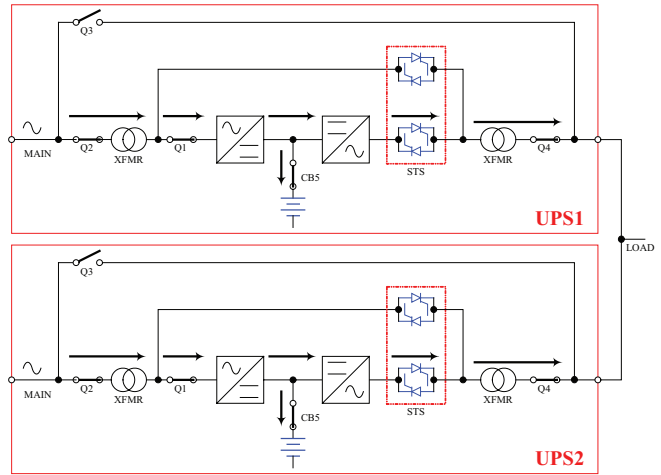 Q3
MAIN
Q2
XFMR
Q1
CB5
STS
XFMR
Q4
UPS1
LOAD
Q3
MAIN
Q2
XFMR
Q1
CB5
STS
XFMR
Q4
UPS2